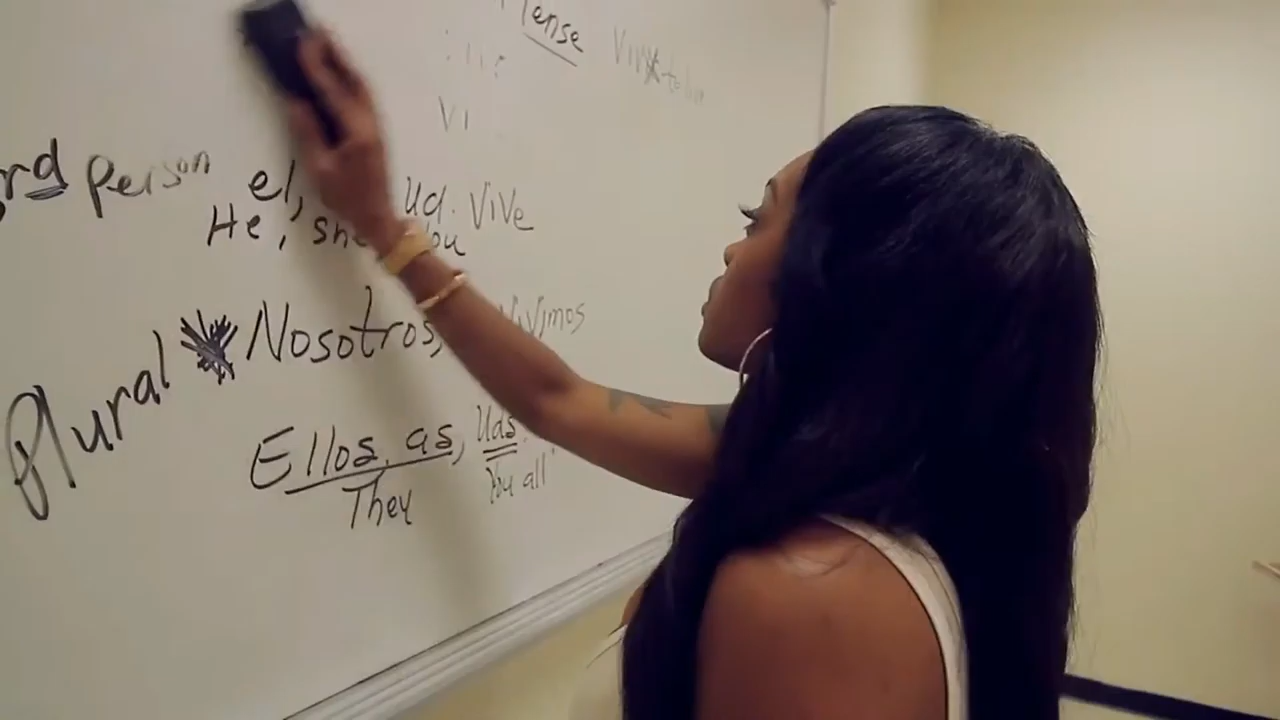 Tense
Vi
rd Person
el, Ud. Vive
He, she You
Plural Nosotros, Vivimos
Ellos, as, Uds.
They You all